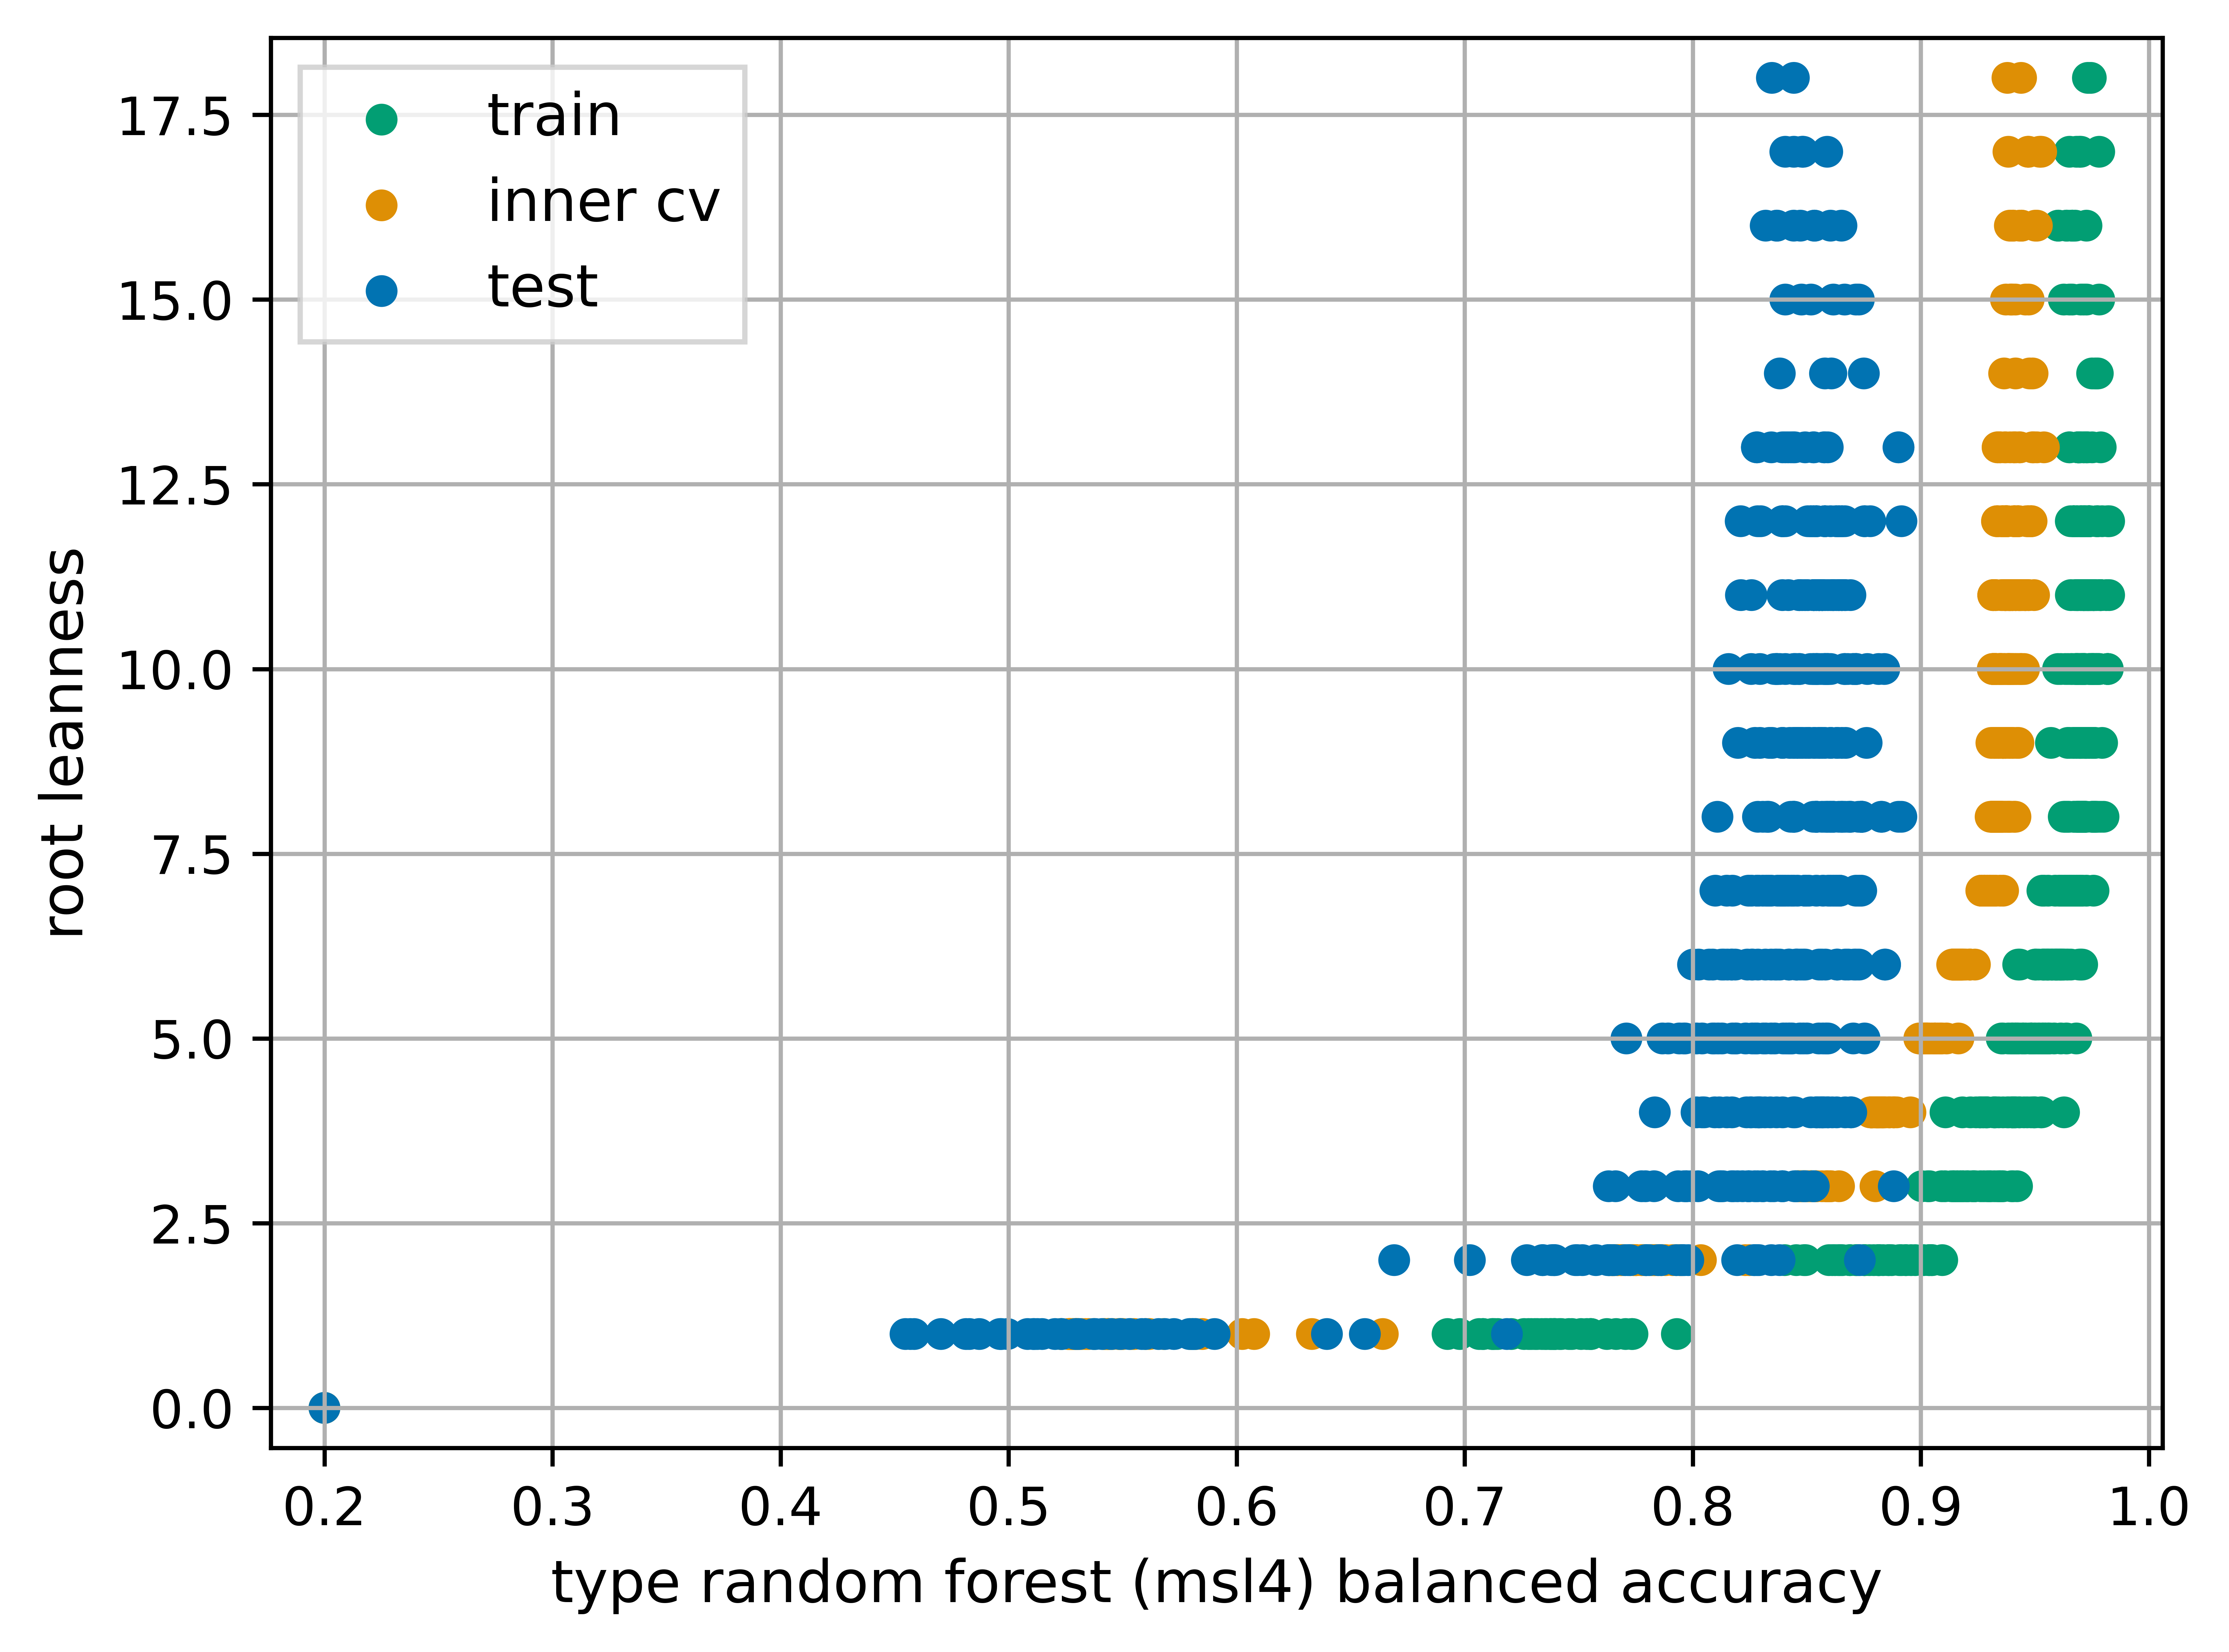 train
inner cv
test
17.5
15.0
12.5
10.0
7.5
5.0
2.5
0.0
root leanness
0.2 0.3 0.4 0.5 0.6 0.7 0.8 0.9 1.0
type random forest (msl4) balanced accuracy